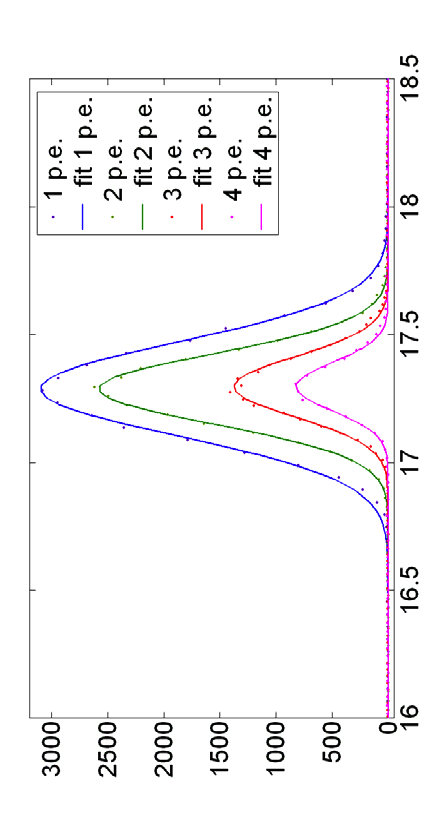 3000
2500
2000
1500
1000
500
0
16
16.5
17
17.5
18
18.5
1 p.e.
fit 1 p.e.
2 p.e.
fit 2 p.e.
3 p.e.
fit 3 p.e.
4 p.e.
fit 4 p.e.